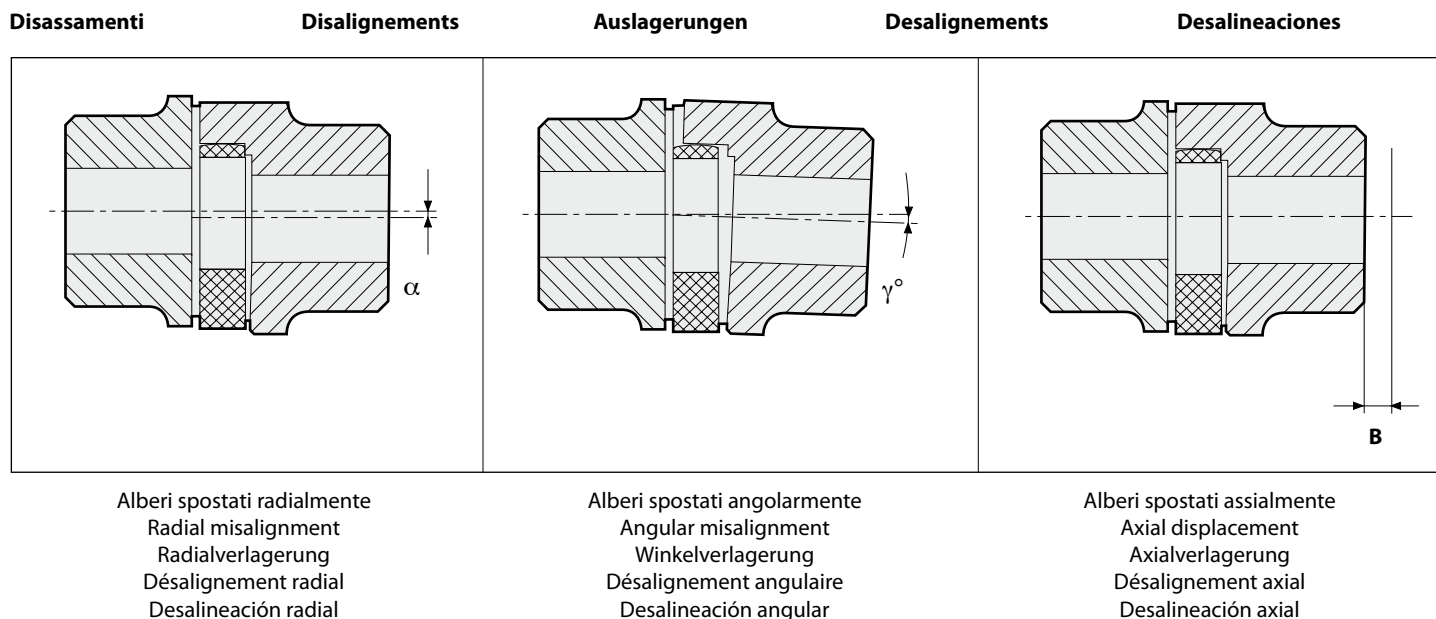 Disassamenti Disalignements Auslagerungen Desalignements Desalineaciones
α
γ°
B
Alberi spostati radialmente
Radial misalignment
Radialverlagerung
Désalignement radial
Desalineación radial
Alberi spostati angolarmente
Angular misalignment
Winkelverlagerung
Désalignement angulaire
Desalineación angular
Alberi spostati assialmente
Axial displacement
Axialverlagerung
Désalignement axial
Desalineación axial